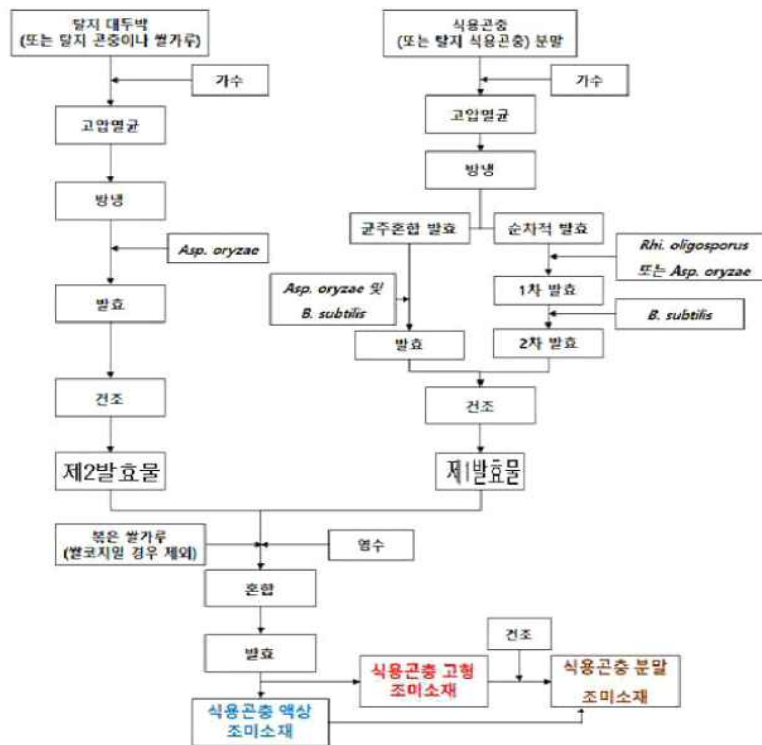 탈지 대두박
(또는 탈지 곤충이나 쌀가루)
가수
고압멸균
방냉
Asp. oryzae
발효
건조
제2발효물
식용곤충
(또는 탈지 식용곤충) 분말
가수
고압멸균
방냉
균주혼합 발효
순차적 발효
Rhi. oligosporus
또는 Asp. oryzae
Asp. oryzae 및
B. subtilis
1차 발효
B. subtilis
발효
2차 발효
건조
제1발효물
볶은 쌀가루
(쌀코지일 경우 제외)
염수
혼합
발효
건조
식용곤충 고형
조미소재
식용곤충 분말
조미소재
식용곤충 액상
조미소재